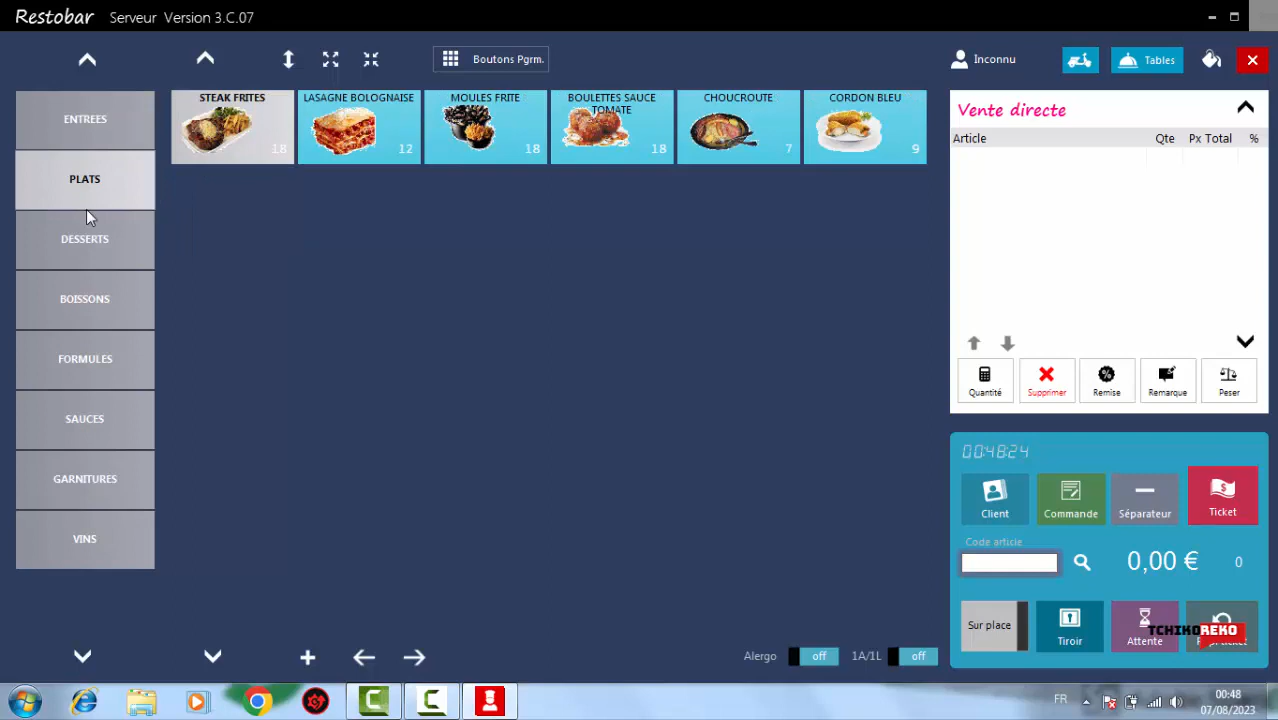 Restobar Serveur Version 3.C.07
Boutons Pgrm.
Inconnu
Tables
ENTREES
PLATS
DESSERTS
BOISSONS
FORMULES
SAUCES
GARNITURES
VINS
STEAK FRITES
18
LASAGNE BOLOGNAISE
12
MOULES FRITE
18
BOULETTES SAUCE
TOMATE
18
CHOUCROUTE
7
CORDON BLEU
9
Vente directe
Article Qte Px Total %
Quantité
Supprimer
Remise
Remarque
Peser
00:48:24
Client
Commande
Séparateur
Ticket
Code article
0,00 € 0
Sur place
Tiroir
Attente
TCHIKOREKO
Alergo off 1A/1L off
FR
00:48
07/08/2023